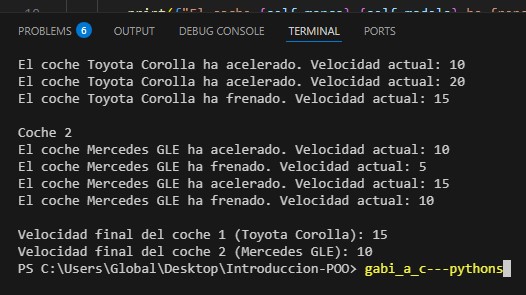 PROBLEMS 6 OUTPUT DEBUG CONSOLE TERMINAL PORTS
El coche Toyota Corolla ha acelerado. Velocidad actual: 10
El coche Toyota Corolla ha acelerado. Velocidad actual: 20
El coche Toyota Corolla ha frenado. Velocidad actual: 15
Coche 2
El coche Mercedes GLE ha acelerado. Velocidad actual: 10
El coche Mercedes GLE ha frenado. Velocidad actual: 5
El coche Mercedes GLE ha acelerado. Velocidad actual: 15
El coche Mercedes GLE ha frenado. Velocidad actual: 10
Velocidad final del coche 1 (Toyota Corolla): 15
Velocidad final del coche 2 (Mercedes GLE): 10
PS C:\Users\Global\Desktop\Introduccion-POO> gabi_a_c---pythons